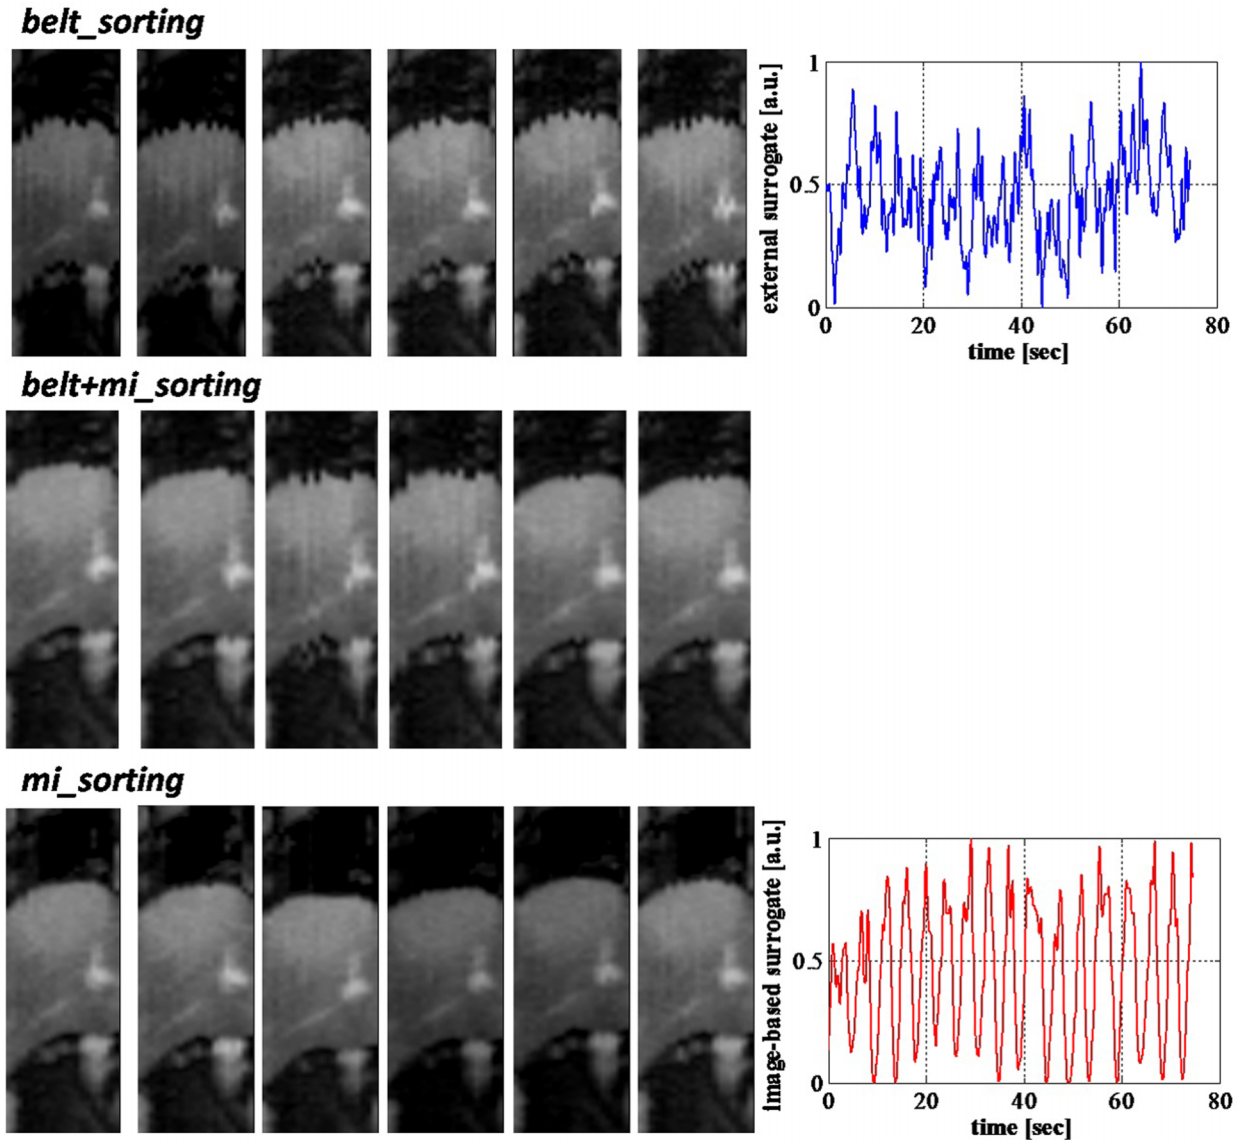 belt_sorting
external surrogate [a.u.]
1
0.5
0
0 20 40 60 80
time [sec]
belt+mi_sorting
mi_sorting
Image-based surrogate [a.u.]
1
0.5
0
0 20 40 60 80
time [sec]